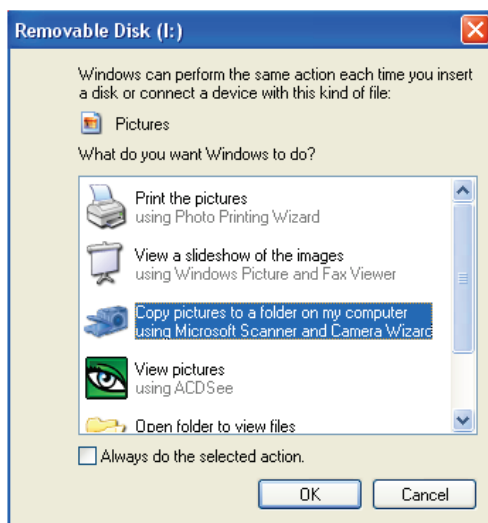 Removable Disk (I:)
Windows can perform the same action each time you insert
a disk or connect a device with this kind of file:
Pictures
What do you want Windows to do?
Print the pictures
using Photo Printing Wizard
View a slideshow of the images
using Windows Picture and Fax Viewer
Copy pictures to a folder on my computer
using Microsoft Scanner and Camera Wizard
View pictures
using ACDSee
Open folder to view files
Always do the selected action.
OK
Cancel